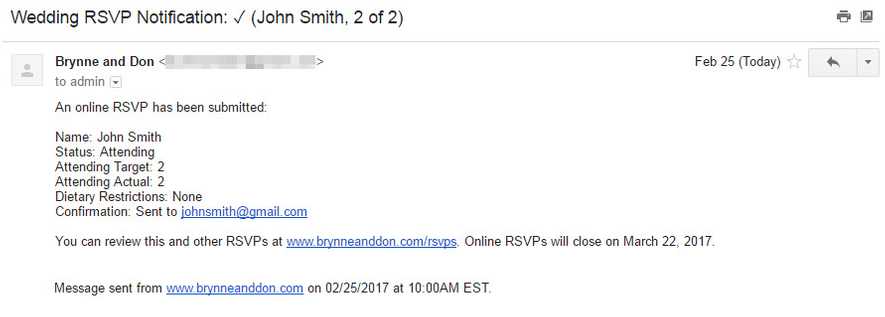 Wedding RSVP Notification: ✓ (John Smith, 2 of 2)
Brynne and Don < > Feb 25 (Today)
to admin
An online RSVP has been submitted:
Name: John Smith
Status: Attending
Attending Target: 2
Attending Actual: 2
Dietary Restrictions: None
Confirmation: Sent to johnsmith@gmail.com
You can review this and other RSVPs at www.brynneanddon.com/rsvps. Online RSVPs will close on March 22, 2017.
Message sent from www.brynneanddon.com on 02/25/2017 at 10:00AM EST.